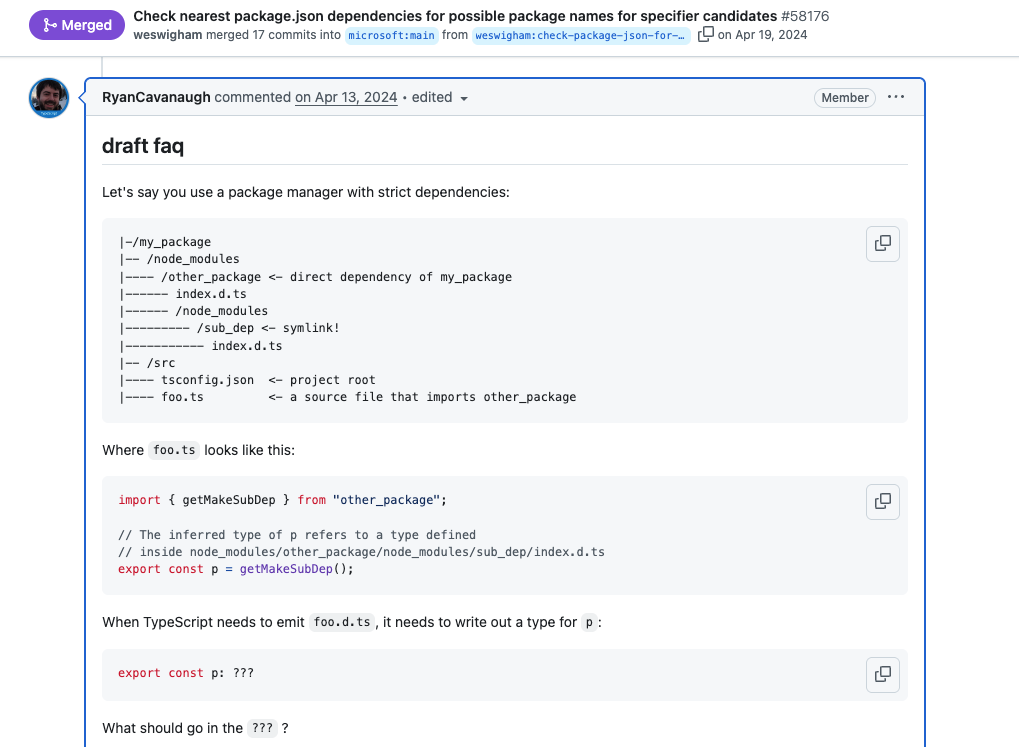 Merged
Check nearest package.json dependencies for possible package names for specifier candidates #58176
weswigham merged 17 commits into microsoft:main from weswigham:check-package-json-for-… on Apr 19, 2024
RyanCavanaugh commented on Apr 13, 2024 • edited
Member
draft faq
Let's say you use a package manager with strict dependencies:
|-/my_package
|-- /node_modules
|---- /other_package <- direct dependency of my_package
|------ index.d.ts
|------ /node_modules
|--------- /sub_dep <- symlink!
|----------- index.d.ts
|-- /src
|---- tsconfig.json  <- project root
|---- foo.ts         <- a source file that imports other_package
Where foo.ts looks like this:
import { getMakeSubDep } from "other_package";
// The inferred type of p refers to a type defined
// inside node_modules/other_package/node_modules/sub_dep/index.d.ts
export const p = getMakeSubDep();
When TypeScript needs to emit foo.d.ts, it needs to write out a type for p:
export const p: ???
What should go in the ??? ?